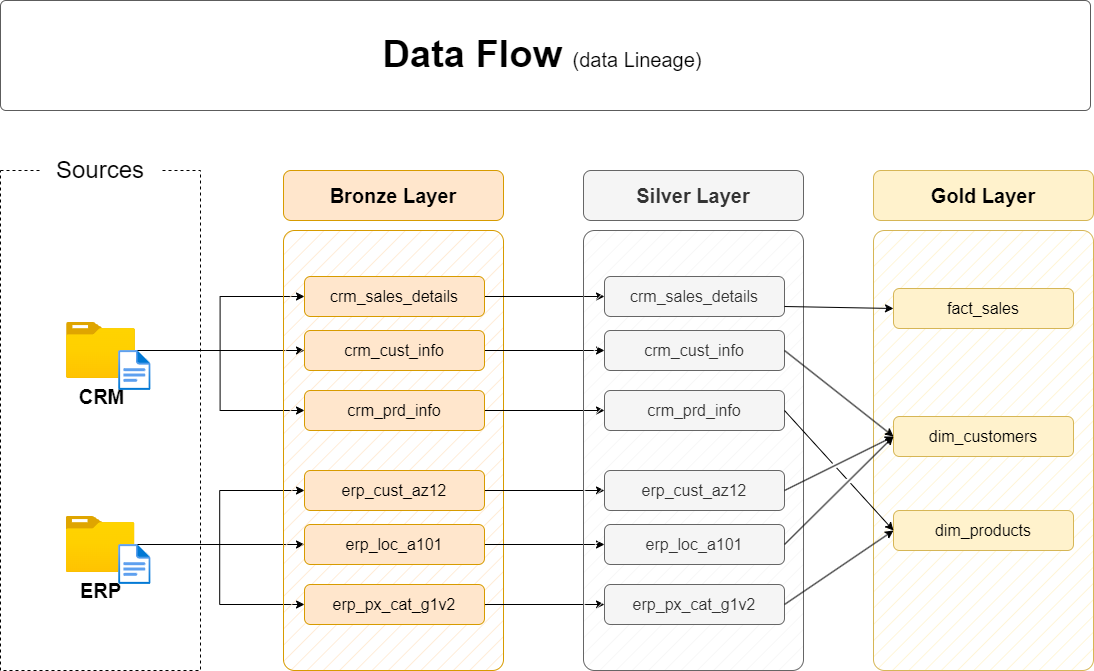 Data Flow (data Lineage)
Sources
CRM
ERP
Bronze Layer
crm_sales_details
crm_cust_info
crm_prd_info
erp_cust_az12
erp_loc_a101
erp_px_cat_g1v2
Silver Layer
crm_sales_details
crm_cust_info
crm_prd_info
erp_cust_az12
erp_loc_a101
erp_px_cat_g1v2
Gold Layer
fact_sales
dim_customers
dim_products